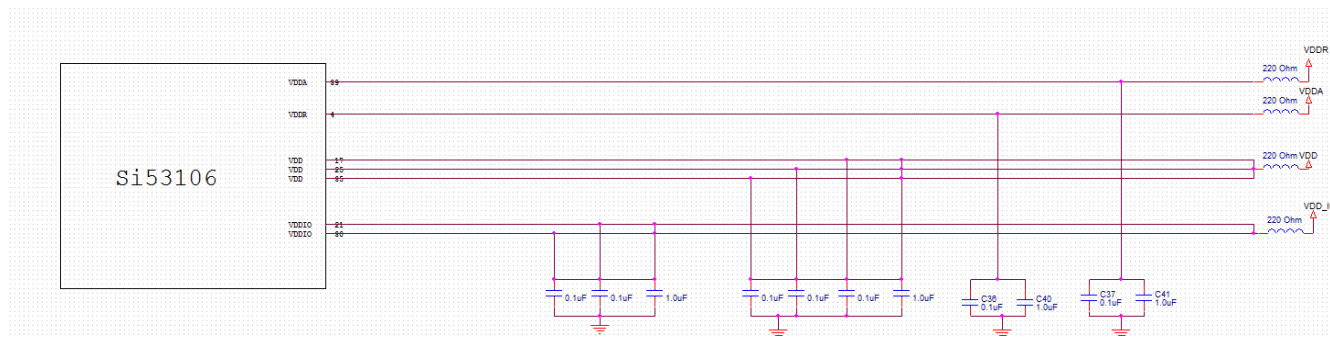 VDDR
220 Ohm
VDDA
220 Ohm
VDDA
VDDR
4
VDD
17
VDD
25
VDD
220 Ohm VDD
Si53106
VDD_I
VDDIO
21
VDDIO
220 Ohm
0.1uF
0.1uF
1.0uF
0.1uF
0.1uF
0.1uF
1.0uF
C36
0.1uF
C40
1.0uF
C37
0.1uF
C41
1.0uF